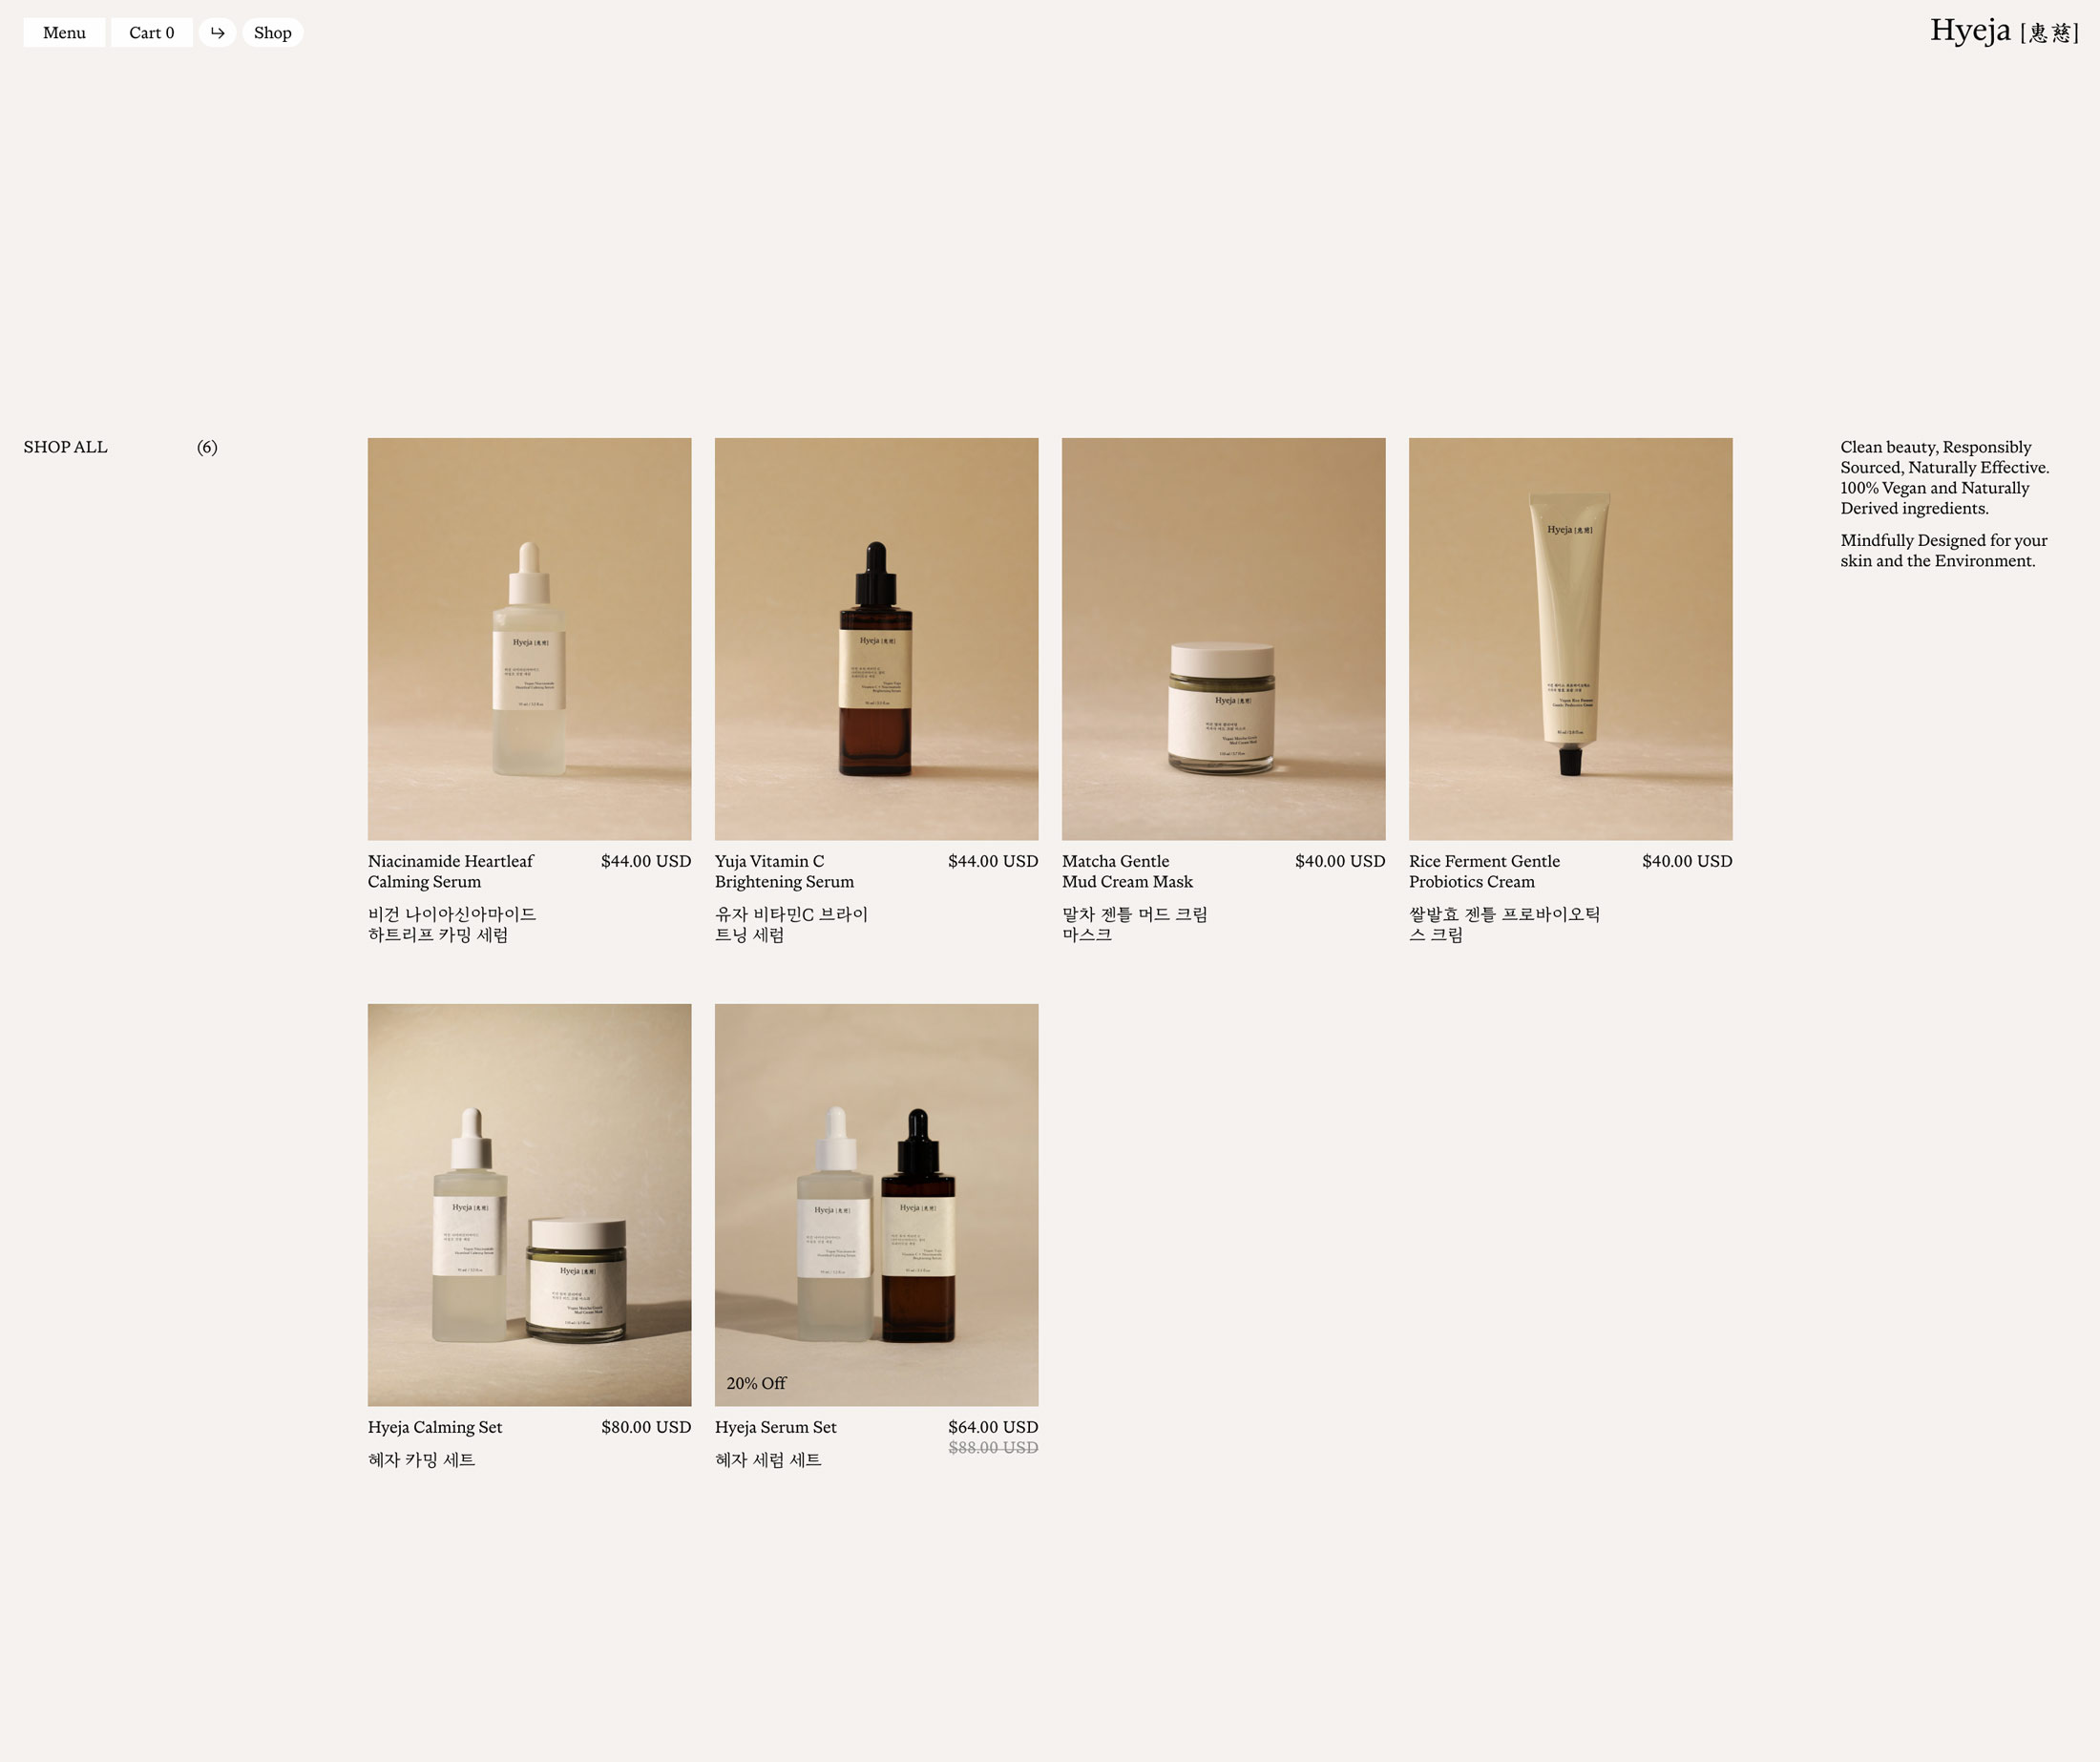 Menu
Cart 0
↳
Shop
Hyeja [惠慈]
SHOP ALL
(6)
Clean beauty, Responsibly
Sourced, Naturally Effective.
100% Vegan and Naturally
Derived ingredients.
Mindfully Designed for your
skin and the Environment.
Hyeja [惠慈]
Hyeja [惠慈]
Hyeja [惠慈]
Hyeja [惠慈]
Niacinamide Heartleaf
Calming Serum
$44.00 USD
비건 나이아신아마이드
하트리프 카밍 세럼
Yuja Vitamin C
Brightening Serum
$44.00 USD
유자 비타민C 브라이
트닝 세럼
Matcha Gentle
Mud Cream Mask
$40.00 USD
말차 젠틀 머드 크림
마스크
Rice Ferment Gentle
Probiotics Cream
$40.00 USD
쌀발효 젠틀 프로바이오틱
스 크림
Hyeja [惠慈]
Hyeja [惠慈]
Hyeja [惠慈]
Hyeja [惠慈]
20% Off
Hyeja Calming Set
$80.00 USD
혜자 카밍 세트
Hyeja Serum Set
$64.00 USD
$88.00 USD
혜자 세럼 세트